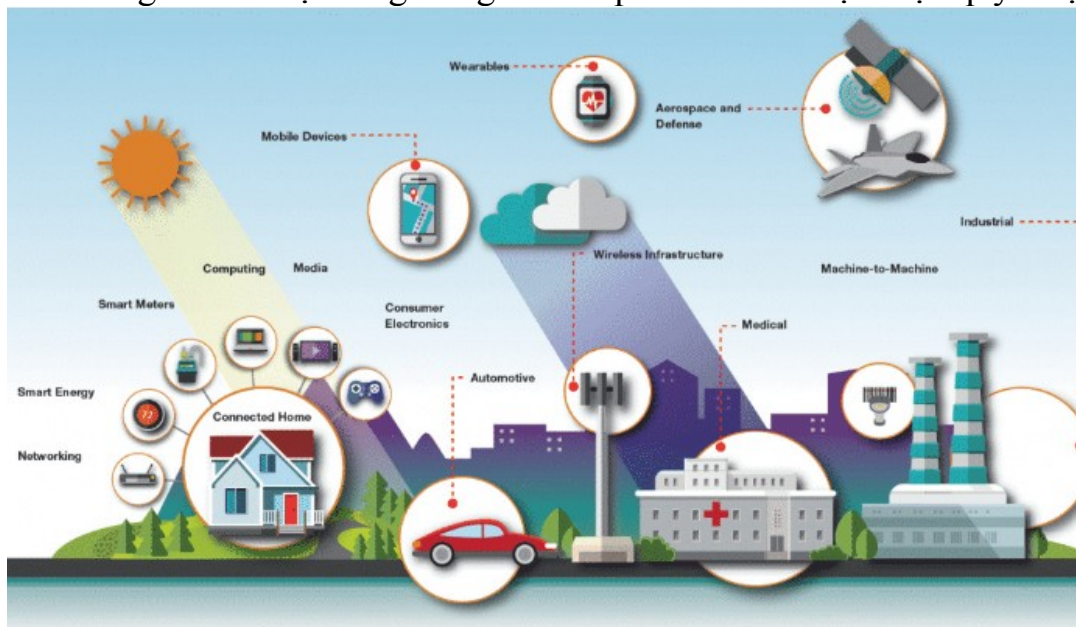 Wearables
Aerospace and
Defense
Mobile Devices
Industrial
Wireless Infrastructure
Computing
Media
Machine-to-Machine
Smart Meters
Consumer
Electronics
Medical
Automotive
Smart Energy
Connected Home
Networking